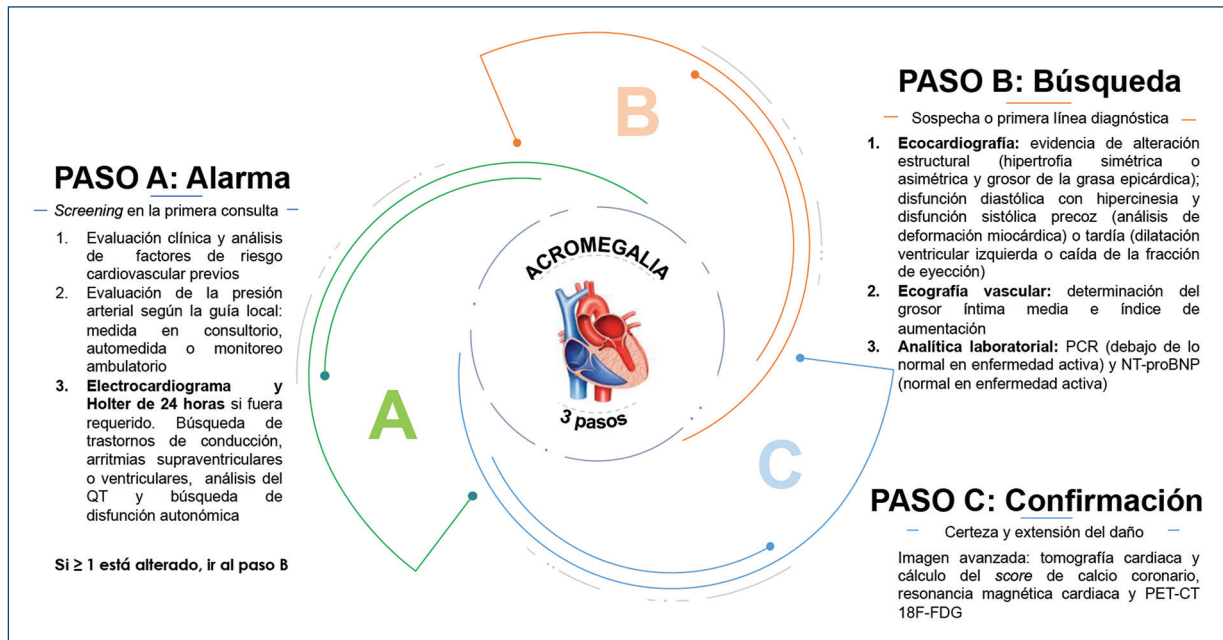 PASO A: Alarma
Screening en la primera consulta
1. Evaluación clínica y análisis
de factores de riesgo
cardiovascular previos
2. Evaluación de la presión
arterial según la guía local:
medida en consultorio,
automedida o monitoreo
ambulatorio
3. Electrocardiograma y
Holter de 24 horas si fuera
requerido. Búsqueda de
trastornos de conducción,
arritmias supraventriculares
o ventriculares, análisis del
QT y búsqueda de
disfunción autonómica
Si ≥ 1 está alterado, ir al paso B
A
B
C
ACROMEGALIA
3 pasos
PASO B: Búsqueda
Sospecha o primera línea diagnóstica
1. Ecocardiografía: evidencia de alteración
estructural (hipertrofia simétrica o
asimétrica y grosor de la grasa epicárdica);
disfunción diastólica con hipercinesia y
disfunción sistólica precoz (análisis de
deformación miocárdica) o tardía (dilatación
ventricular izquierda o caída de la fracción
de eyección)
2. Ecografía vascular: determinación del
grosor íntima media e índice de
aumentación
3. Analítica laboratorial: PCR (debajo de lo
normal en enfermedad activa) y NT-proBNP
(normal en enfermedad activa)
PASO C: Confirmación
Certeza y extensión del daño
Imagen avanzada: tomografía cardiaca y
cálculo del score de calcio coronario,
resonancia magnética cardiaca y PET-CT
18F-FDG